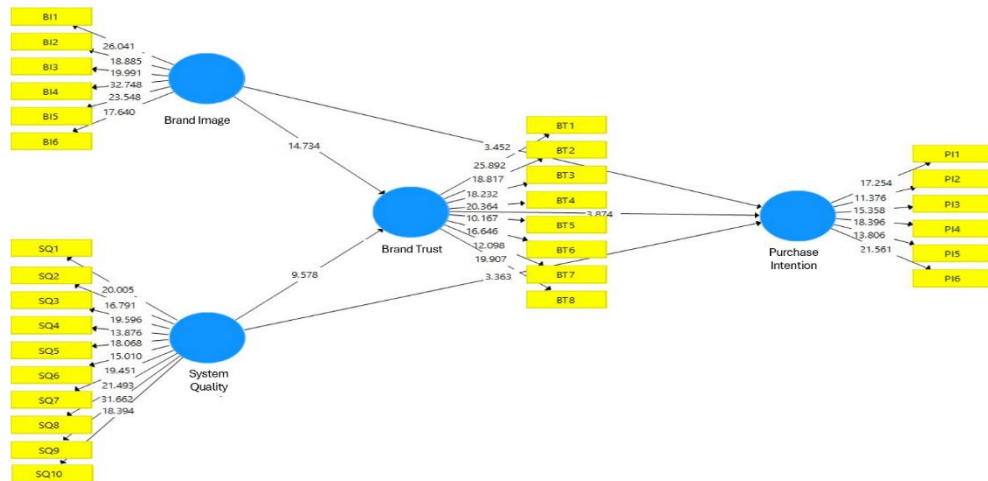 BI1
BI2
BI3
BI4
BI5
BI6
26.041
18.885
19.991
32.748
23.548
17.640
Brand Image
14.734
3.452
BT1
BT2
BT3
BT4
BT5
BT6
BT7
BT8
25.892
18.817
18.232
20.364
10.167
16.646
12.098
19.907
Brand Trust
3.874
PI1
PI2
PI3
PI4
PI5
PI6
17.254
11.376
15.358
18.396
13.806
21.561
Purchase
Intention
9.578
3.363
SQ1
SQ2
SQ3
SQ4
SQ5
SQ6
SQ7
SQ8
SQ9
SQ10
20.005
16.791
19.596
13.876
18.068
15.010
19.451
21.493
31.662
18.394
System
Quality